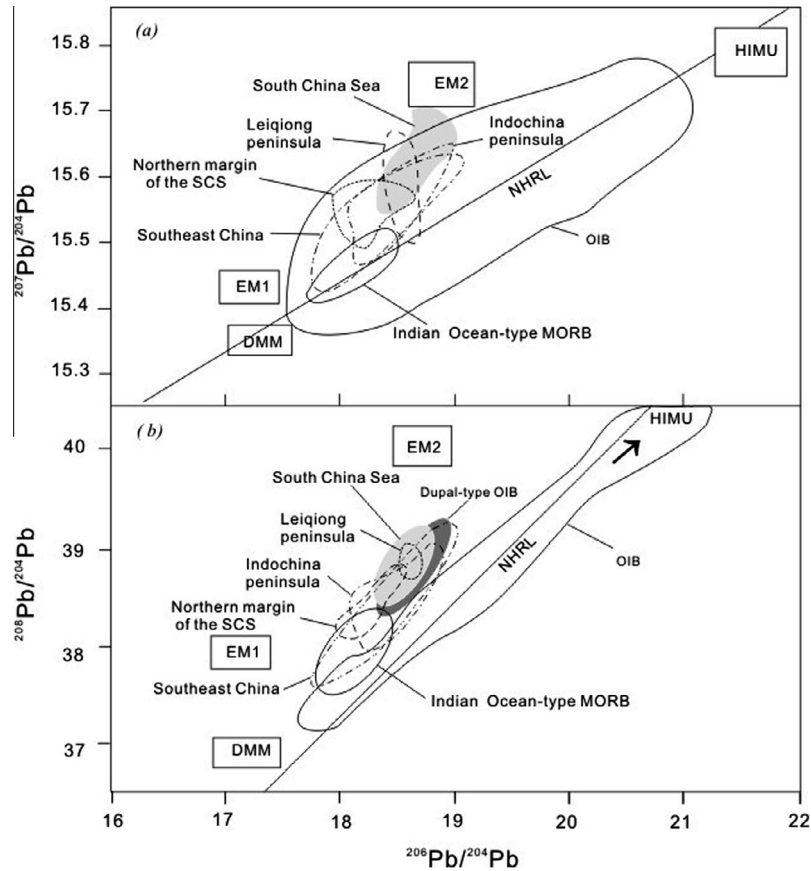 (a)
15.8
15.7
15.6
15.5
15.4
15.3
²⁰⁷Pb/²⁰⁴Pb
HIMU
EM2
South China Sea
Leiqiong
peninsula
Indochina
peninsula
Northern margin
of the SCS
NHRL
Southeast China
OIB
EM1
Indian Ocean-type MORB
DMM
(b)
40
39
38
37
²⁰⁸Pb/²⁰⁴Pb
HIMU
EM2
South China Sea
Dupal-type OIB
Leiqiong
peninsula
Indochina
peninsula
NHRL
OIB
Northern margin
of the SCS
EM1
Southeast China
Indian Ocean-type MORB
DMM
16 17 18 19 20 21 22
²⁰⁶Pb/²⁰⁴Pb